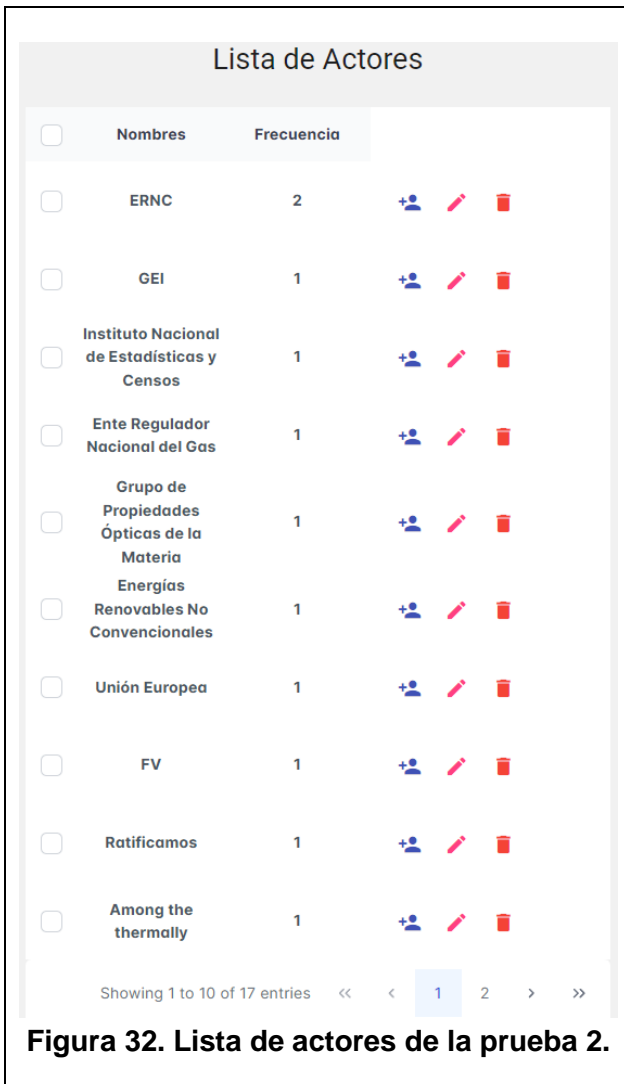 Lista de Actores
Nombres Frecuencia
ERNC 2
GEI 1
Instituto Nacional
de Estadísticas y 1
Censos
Ente Regulador
Nacional del Gas 1
Grupo de
Propiedades
Ópticas de la 1
Materia
Energías
Renovables No 1
Convencionales
Unión Europea 1
FV 1
Ratificamos 1
Among the
thermally 1
Showing 1 to 10 of 17 entries << < 1 2 > >>
Figura 32. Lista de actores de la prueba 2.